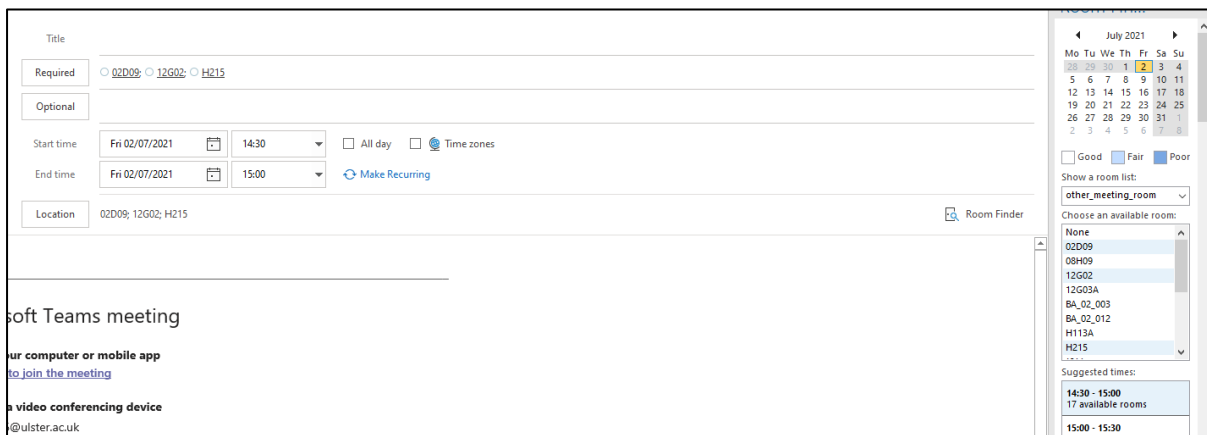 Title
Required
02D09; 12G02; H215
Optional
Start time
Fri 02/07/2021
14:30
All day
Time zones
End time
Fri 02/07/2021
15:00
Make Recurring
Location
02D09; 12G02; H215
Room Finder
soft Teams meeting
our computer or mobile app
to join the meeting
a video conferencing device
@ulster.ac.uk
July 2021
Mo Tu We Th Fr Sa Su
28 29 30 1 2 3 4
5 6 7 8 9 10 11
12 13 14 15 16 17 18
19 20 21 22 23 24 25
26 27 28 29 30 31 1
2 3 4 5 6 7 8
Good Fair Poor
Show a room list:
other_meeting_room
Choose an available room:
None
02D09
08H09
12G02
12G03A
BA_02_003
BA_02_012
H113A
H215
Suggested times:
14:30 - 15:00
17 available rooms
15:00 - 15:30